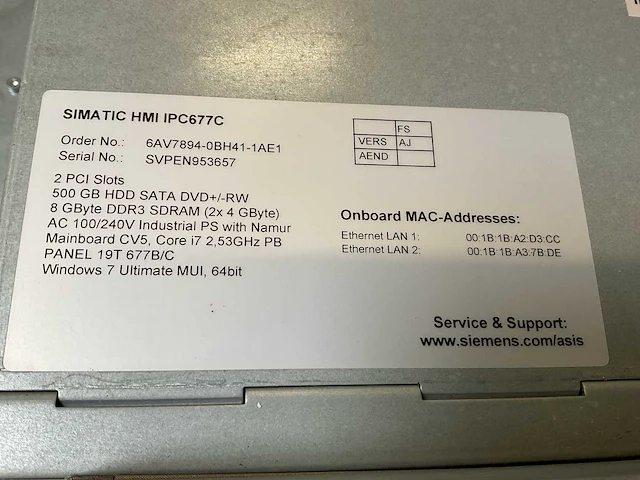 SIMATIC HMI IPC677C
Order No.: 6AV7894-0BH41-1AE1
Serial No.: SVPEN953657
FS
VERS AJ
AEND
2 PCI Slots
500 GB HDD SATA DVD+/-RW
8 GByte DDR3 SDRAM (2x 4 GByte)
AC 100/240V Industrial PS with Namur
Mainboard CV5, Core i7 2,53GHz PB
PANEL 19T 677B/C
Windows 7 Ultimate MUI, 64bit
Onboard MAC-Addresses:
Ethernet LAN 1: 00:1B:1B:A2:D3:CC
Ethernet LAN 2: 00:1B:1B:A3:7B:DE
Service & Support:
www.siemens.com/asis